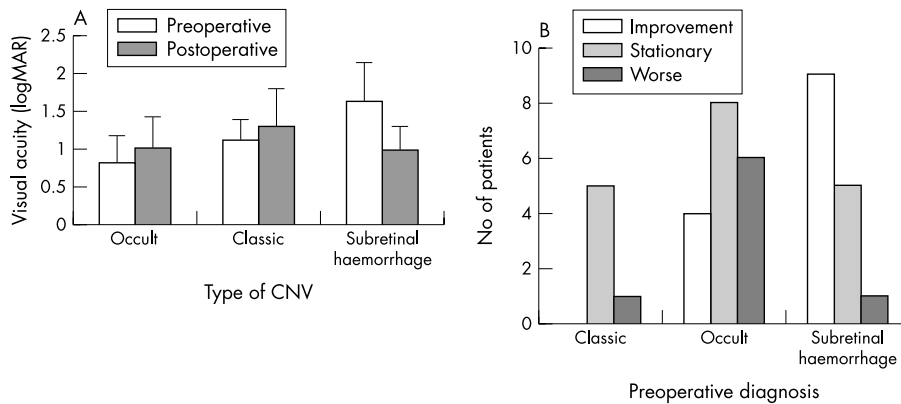 A
Preoperative
Postoperative
Visual acuity (logMAR)
2.5
2
1.5
1
0.5
0
Occult
Classic
Subretinal
haemorrhage
Type of CNV
B
Improvement
Stationary
Worse
No of patients
10
8
6
4
2
0
Classic
Occult
Subretinal
haemorrhage
Preoperative diagnosis